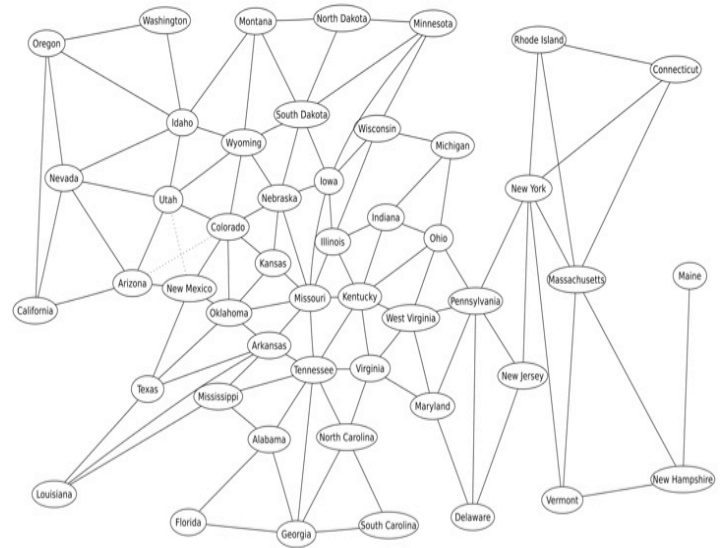 Washington
Montana
North Dakota
Minnesota
Oregon
Rhode Island
Connecticut
Idaho
South Dakota
Wisconsin
Wyoming
Michigan
Nevada
Utah
Nebraska
Iowa
New York
Colorado
Indiana
Illinois
Ohio
Kansas
Arizona
New Mexico
Missouri
Kentucky
Pennsylvania
Massachusetts
Maine
California
Oklahoma
West Virginia
Arkansas
Tennessee
Virginia
New Jersey
Texas
Mississippi
Maryland
Alabama
North Carolina
Louisiana
Vermont
New Hampshire
Florida
Georgia
South Carolina
Delaware